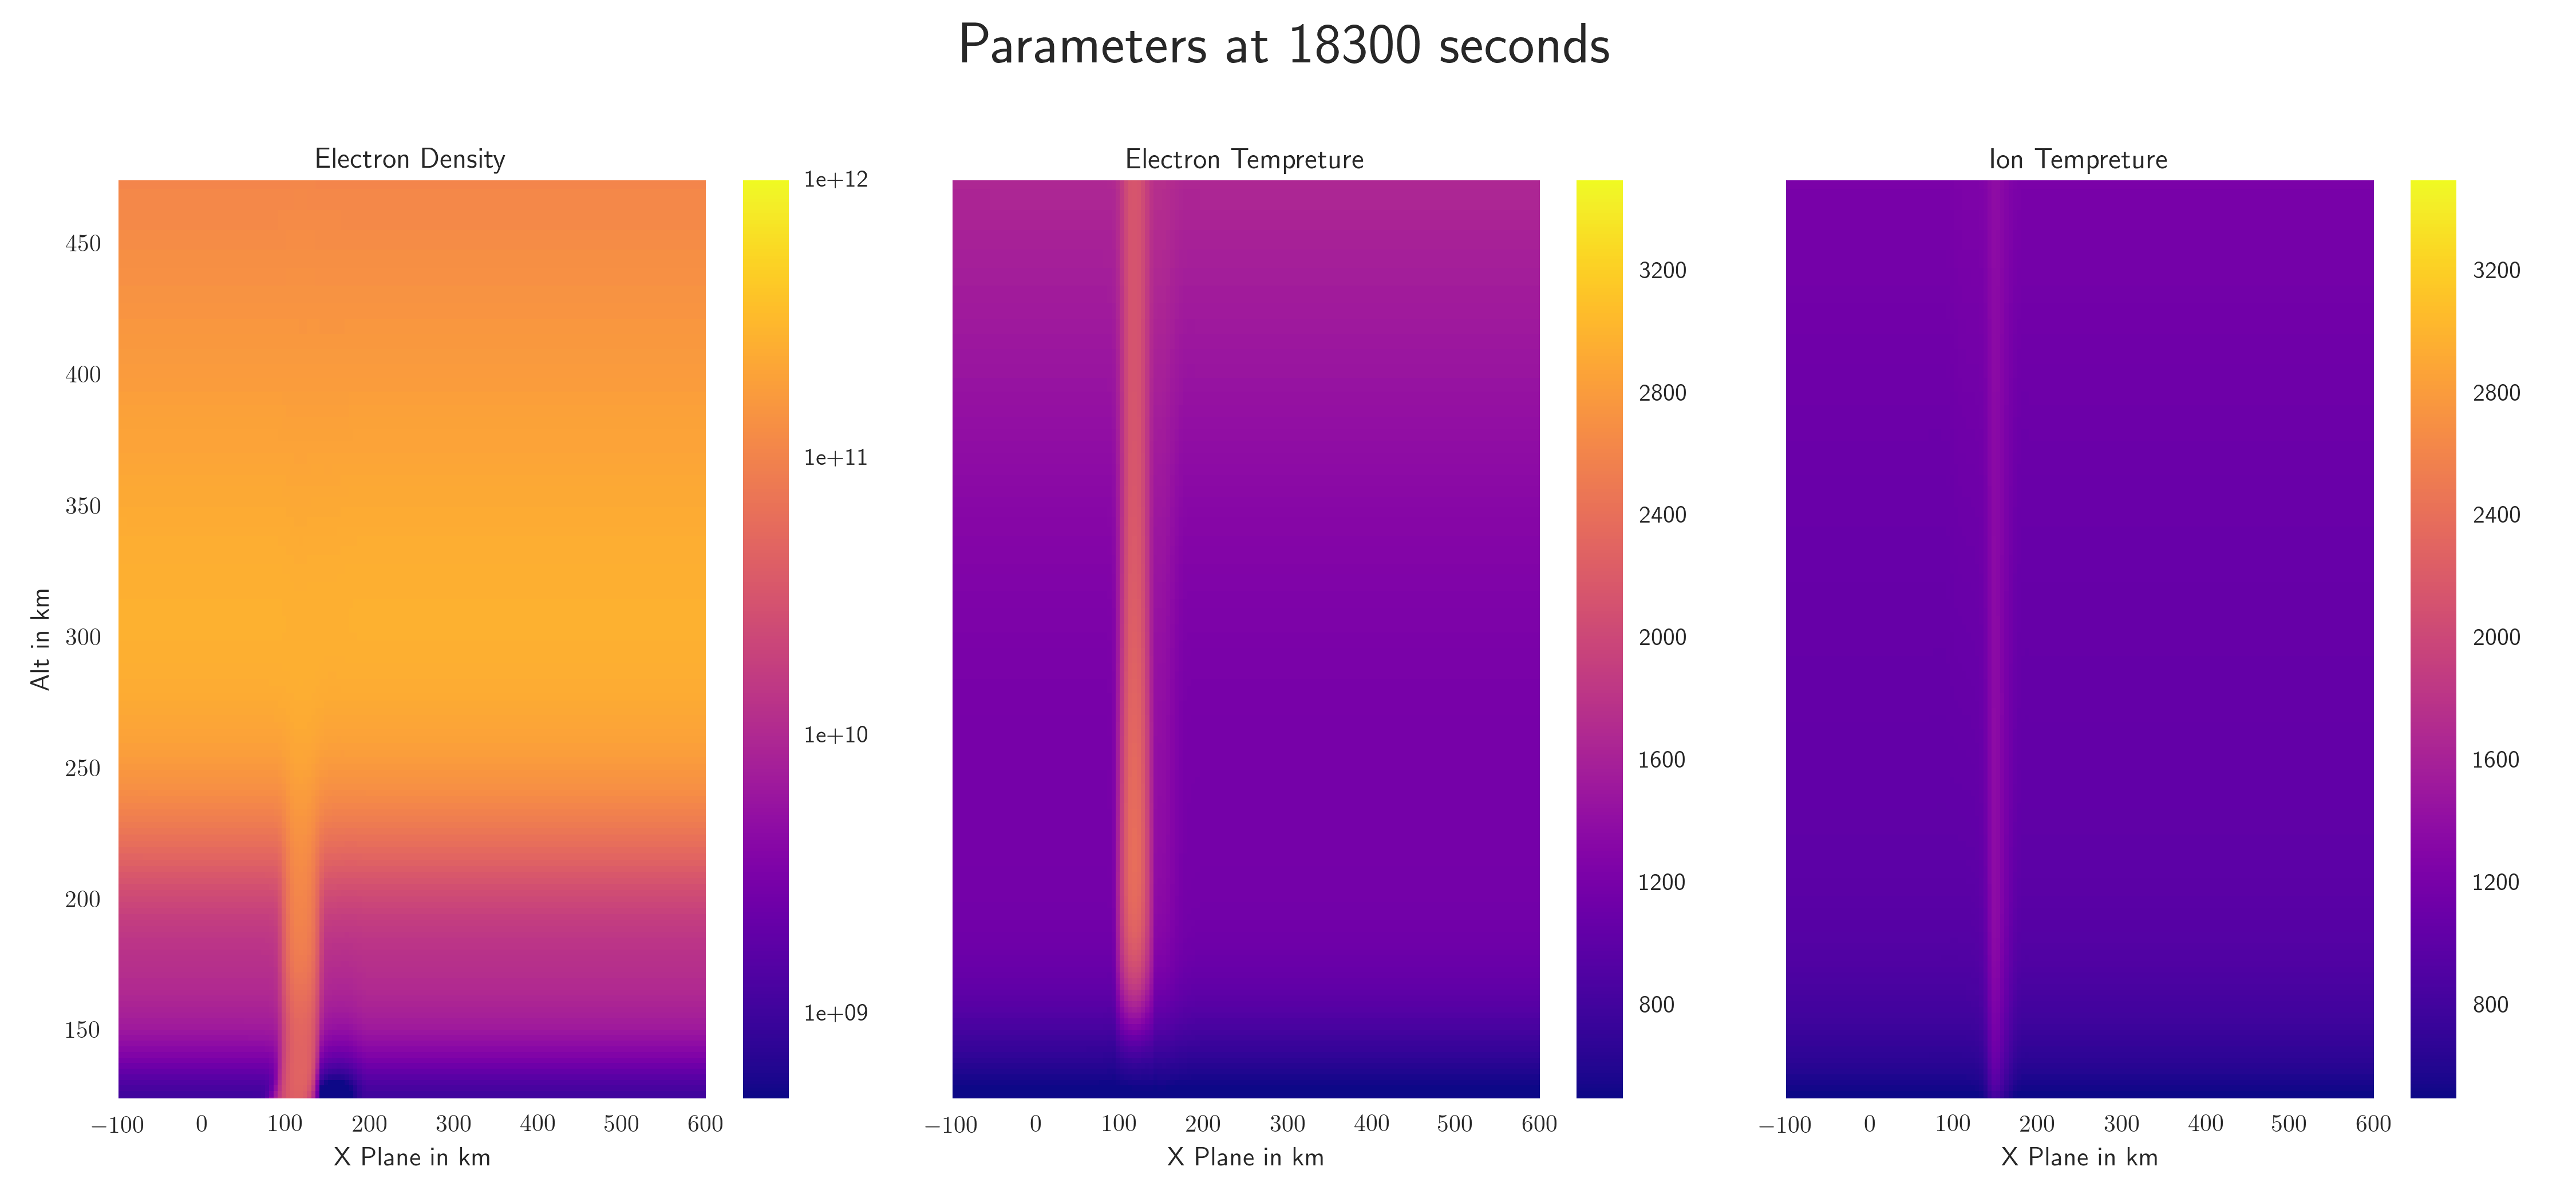 Parameters at 18300 seconds
Electron Density
Alt in km
450
400
350
300
250
200
150
−100 0 100 200 300 400 500 600
X Plane in km
1e+12
1e+11
1e+10
1e+09
Electron Tempreture
−100 0 100 200 300 400 500 600
X Plane in km
3200
2800
2400
2000
1600
1200
800
Ion Tempreture
−100 0 100 200 300 400 500 600
X Plane in km
3200
2800
2400
2000
1600
1200
800